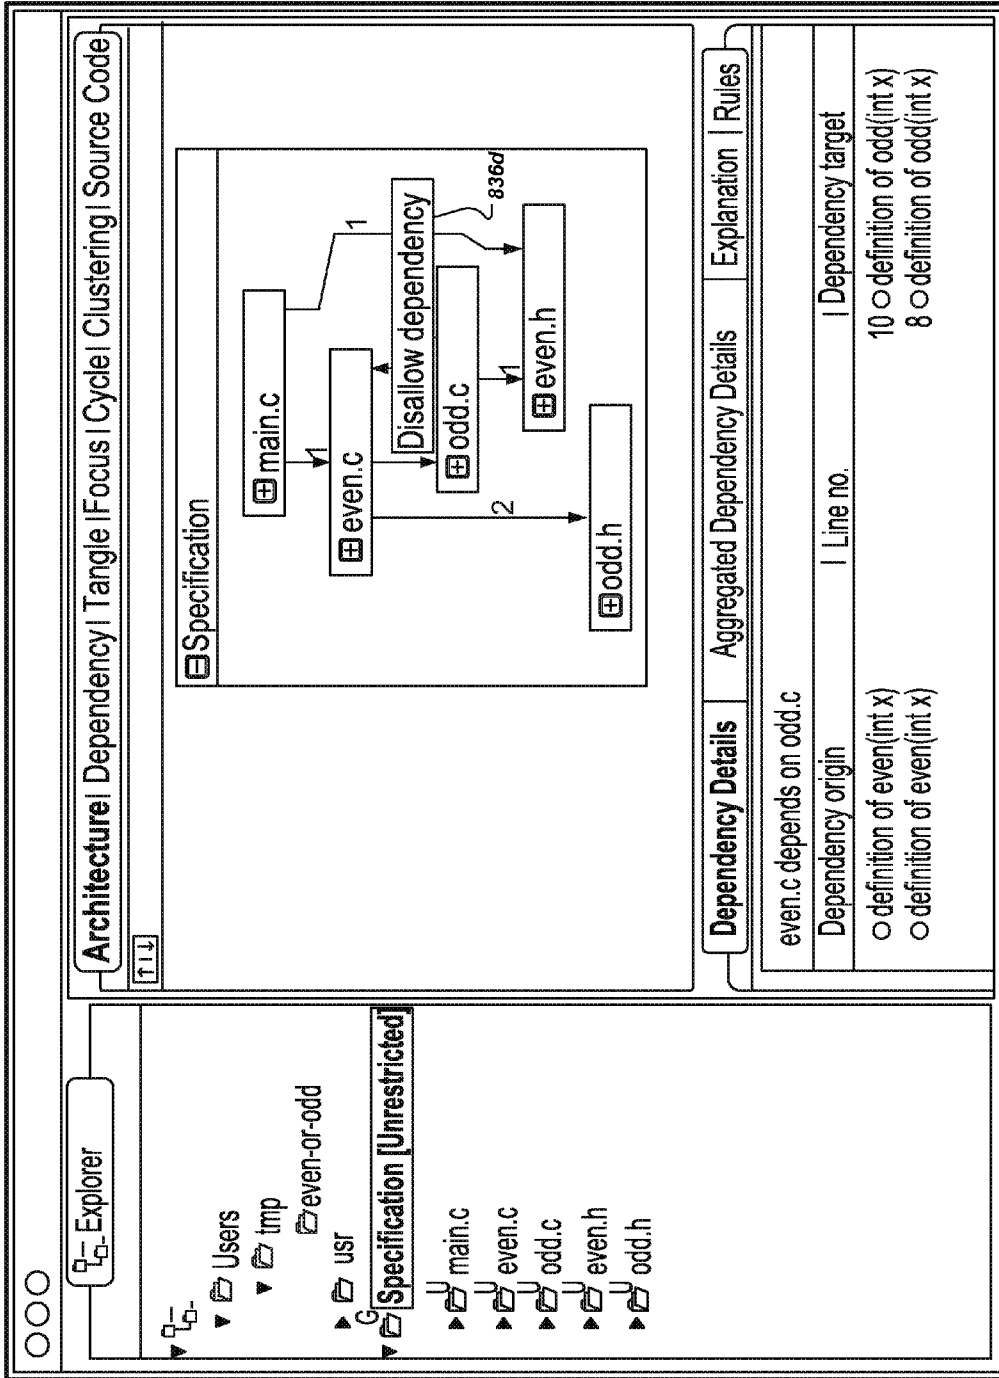 Explorer
Users
tmp
even-or-odd
usr
G
Specification [Unrestricted]
U
main.c
U
even.c
U
odd.c
U
even.h
U
odd.h
Architecture| Dependency| Tangle |Focus | Cycle| Clustering| Source Code
Specification
main.c
1
1
even.c
Disallow dependency
836d
odd.c
1
even.h
2
odd.h
Dependency Details
Aggregated Dependency Details
Explanation | Rules
even.c depends on odd.c
Dependency origin | Line no. | Dependency target
definition of even(int x) 10 definition of odd(int x)
definition of even(int x) 8 definition of odd(int x)